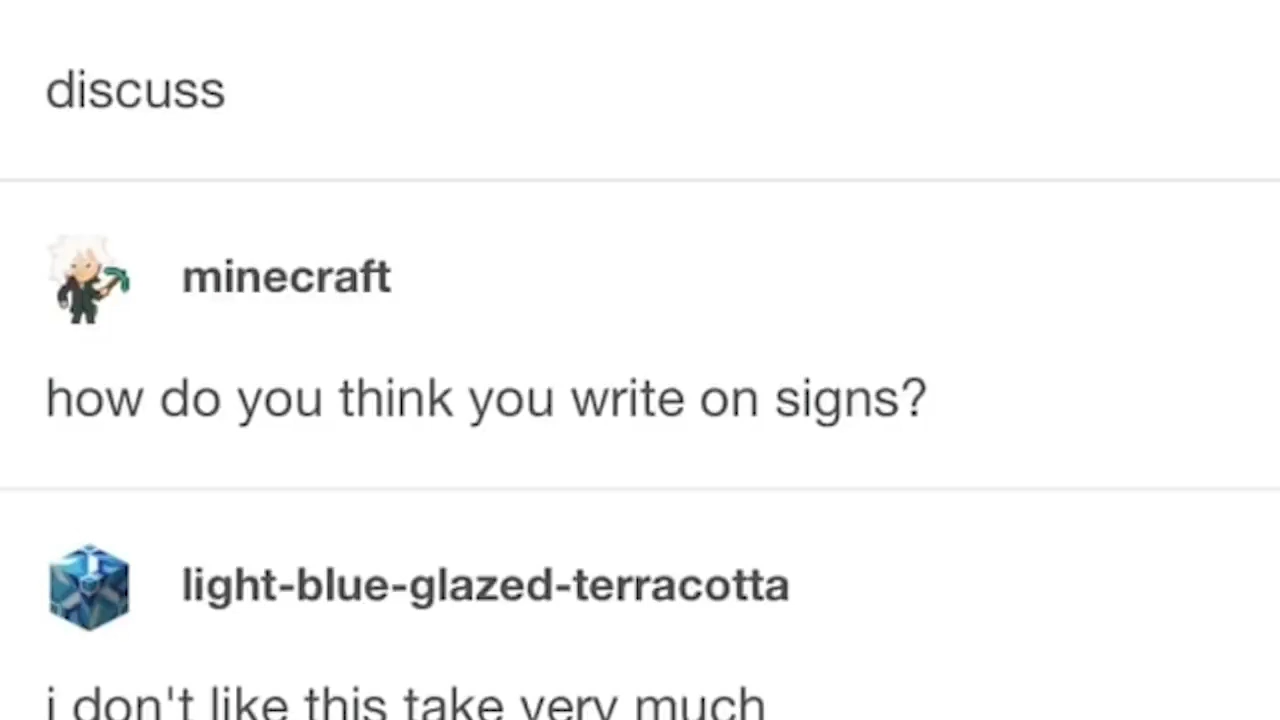 discuss
minecraft
how do you think you write on signs?
light-blue-glazed-terracotta
i don't like this take very much